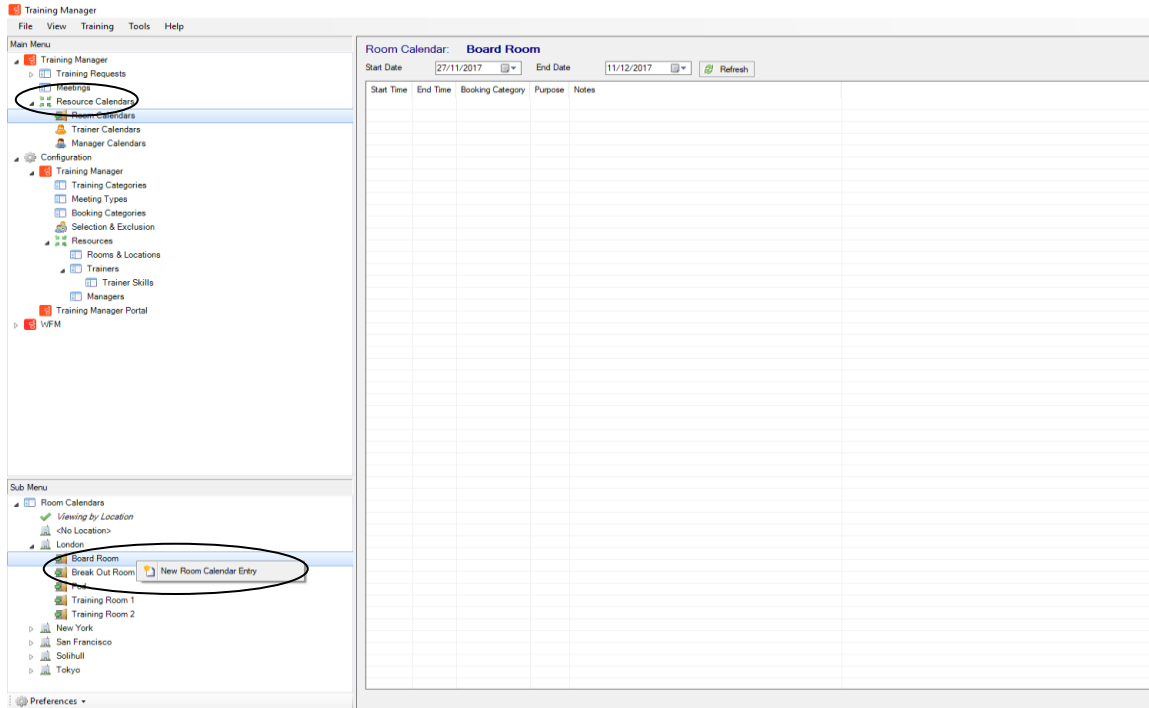 Training Manager
File View Training Tools Help
Main Menu
Training Manager
Training Requests
Meetings
Resource Calendars
Room Calendars
Trainer Calendars
Manager Calendars
Configuration
Training Manager
Training Categories
Meeting Types
Booking Categories
Selection & Exclusion
Resources
Rooms & Locations
Trainers
Trainer Skills
Managers
Training Manager Portal
WFM
Room Calendar: Board Room
Start Date 27/11/2017 End Date 11/12/2017 Refresh
Start Time End Time Booking Category Purpose Notes
Sub Menu
Room Calendars
Viewing by Location
<No Location>
London
Board Room
Break Out Room
New Room Calendar Entry
Pod
Training Room 1
Training Room 2
New York
San Francisco
Solihull
Tokyo
Preferences